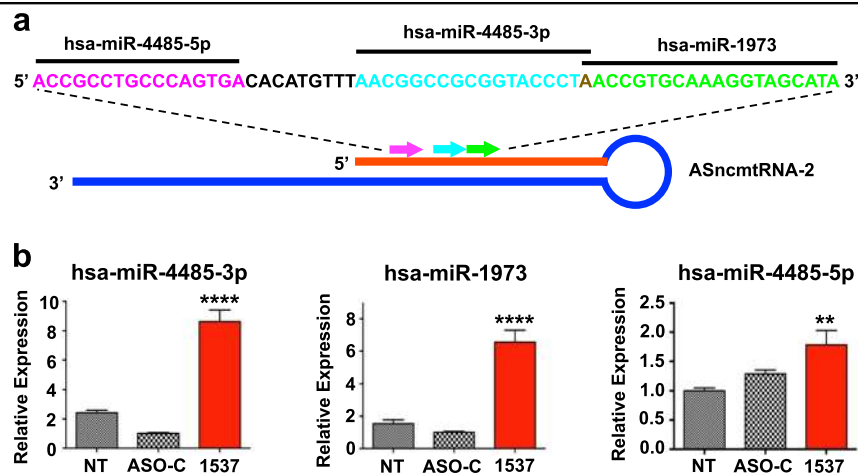 a
hsa-miR-4485-5p
hsa-miR-4485-3p
hsa-miR-1973
5’ ACCGCCTGCCCAGTGACACATGTTTAACGGCCGCGGTACCCTAACCGTGCAAAGGTAGCATA 3’
5’
3’
ASncmtRNA-2
b
hsa-miR-4485-3p
Relative Expression
10
8
6
4
2
0
****
NT ASO-C 1537
hsa-miR-1973
Relative Expression
8
6
4
2
0
****
NT ASO-C 1537
hsa-miR-4485-5p
Relative Expression
2.5
2.0
1.5
1.0
0.5
0.0
**
NT ASO-C 1537